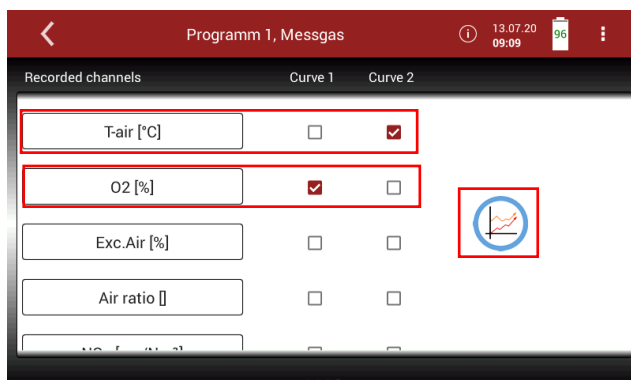 Programm 1, Messgas
13.07.20
09:09
96
Recorded channels Curve 1 Curve 2
T-air [°C]
O2 [%]
Exc.Air [%]
Air ratio []